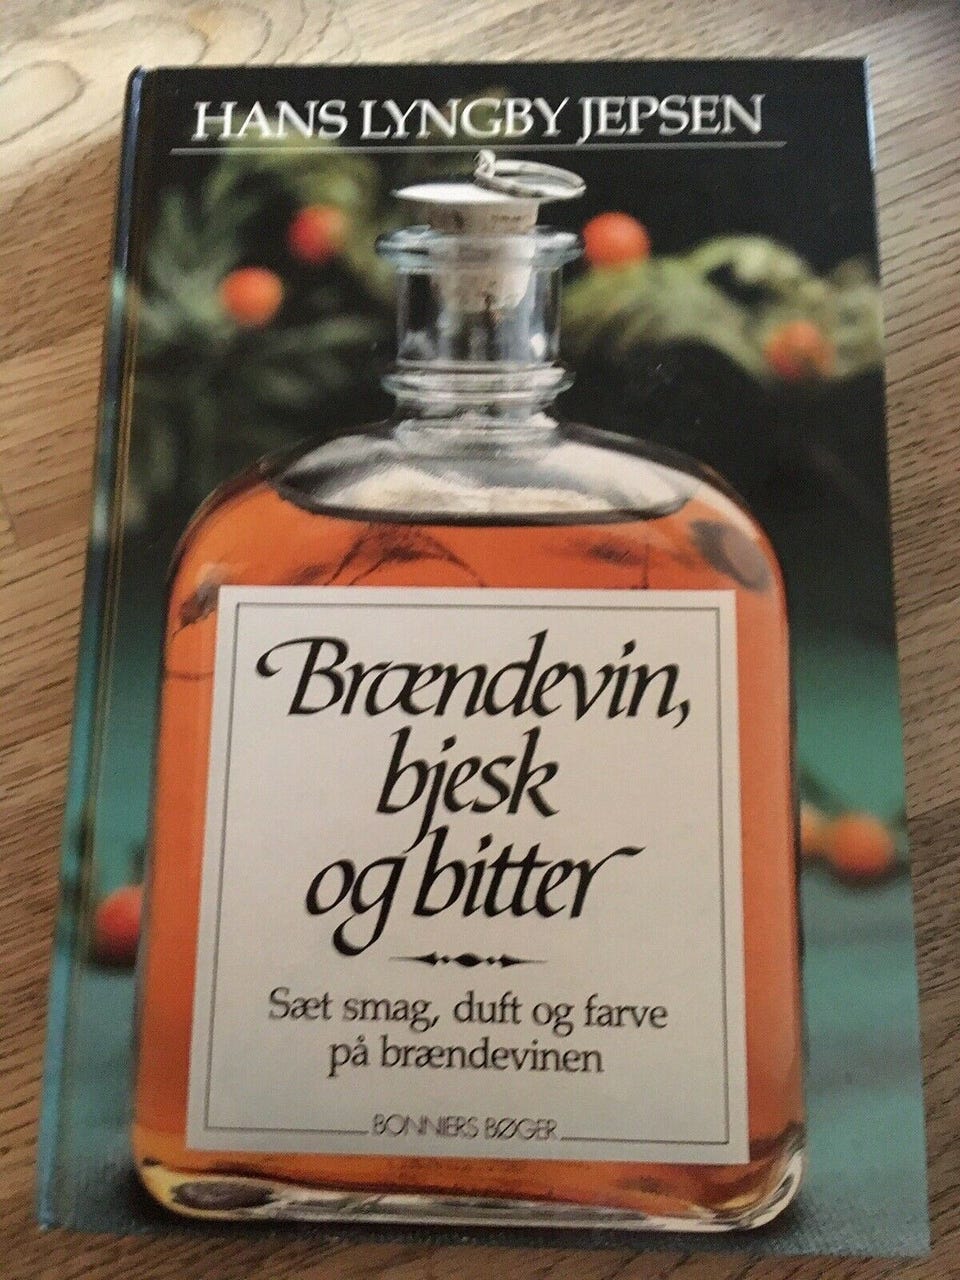 HANS LYNGBY JEPSEN
Brændevin,
bjesk
og bitter
Sæt smag, duft og farve
på brændevinen
BONNIERS BØGER